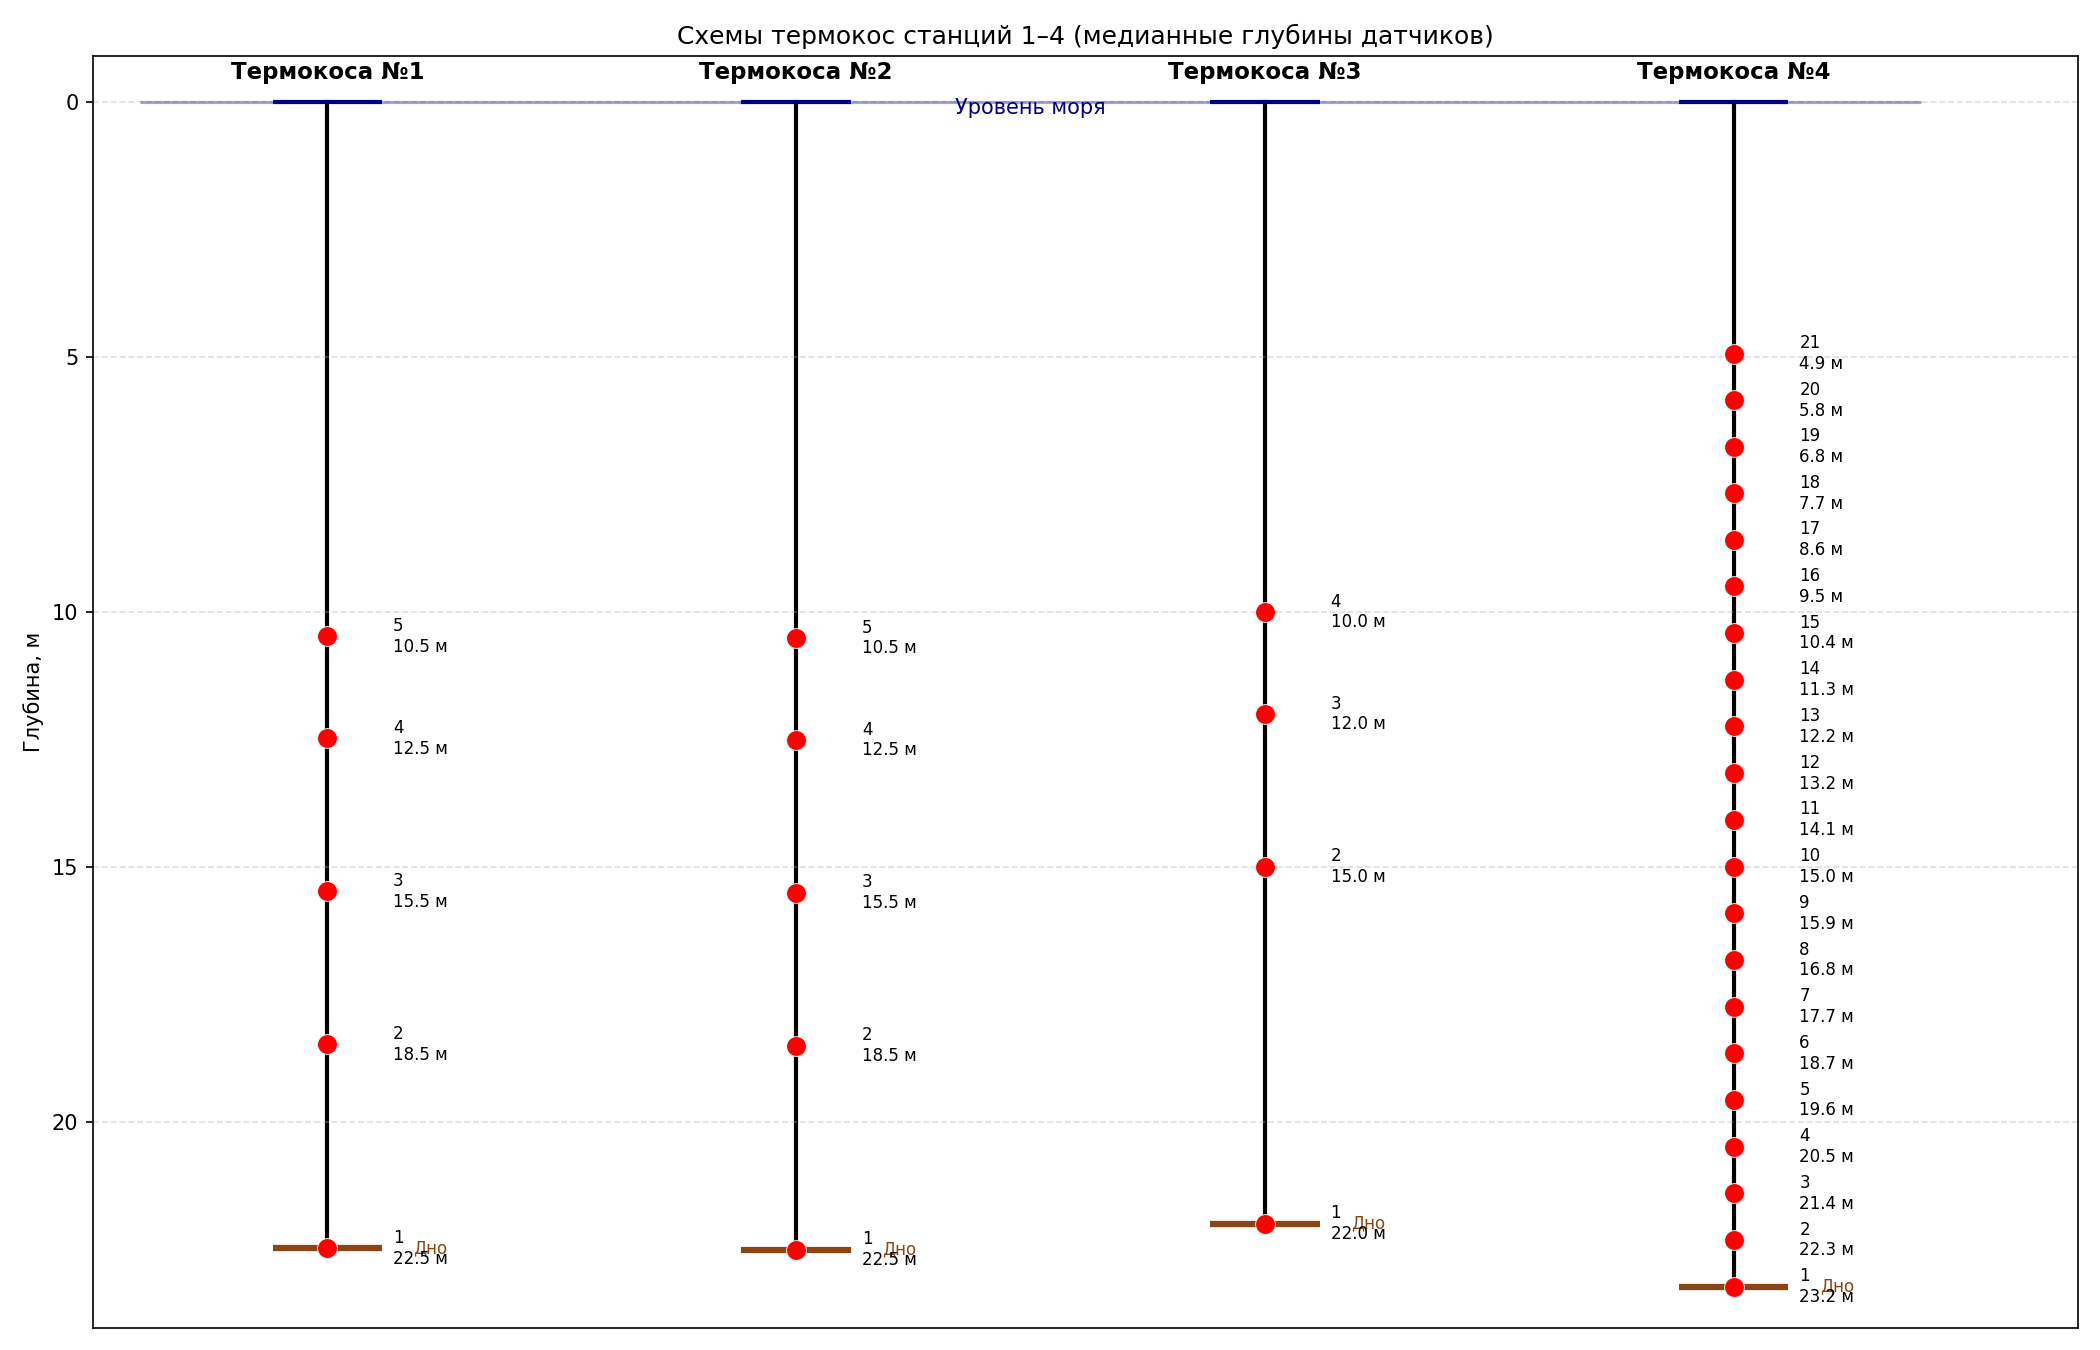 Схемы термокос станций 1–4 (медианные глубины датчиков)
Термокоса №1
Термокоса №2
Термокоса №3
Термокоса №4
Уровень моря
Глубина, м
0
5
10
15
20
5
10.5 м
4
12.5 м
3
15.5 м
2
18.5 м
1
22.5 м
Дно
5
10.5 м
4
12.5 м
3
15.5 м
2
18.5 м
1
22.5 м
Дно
4
10.0 м
3
12.0 м
2
15.0 м
1
22.0 м
Дно
21
4.9 м
20
5.8 м
19
6.8 м
18
7.7 м
17
8.6 м
16
9.5 м
15
10.4 м
14
11.3 м
13
12.2 м
12
13.2 м
11
14.1 м
10
15.0 м
9
15.9 м
8
16.8 м
7
17.7 м
6
18.7 м
5
19.6 м
4
20.5 м
3
21.4 м
2
22.3 м
1
23.2 м
Дно